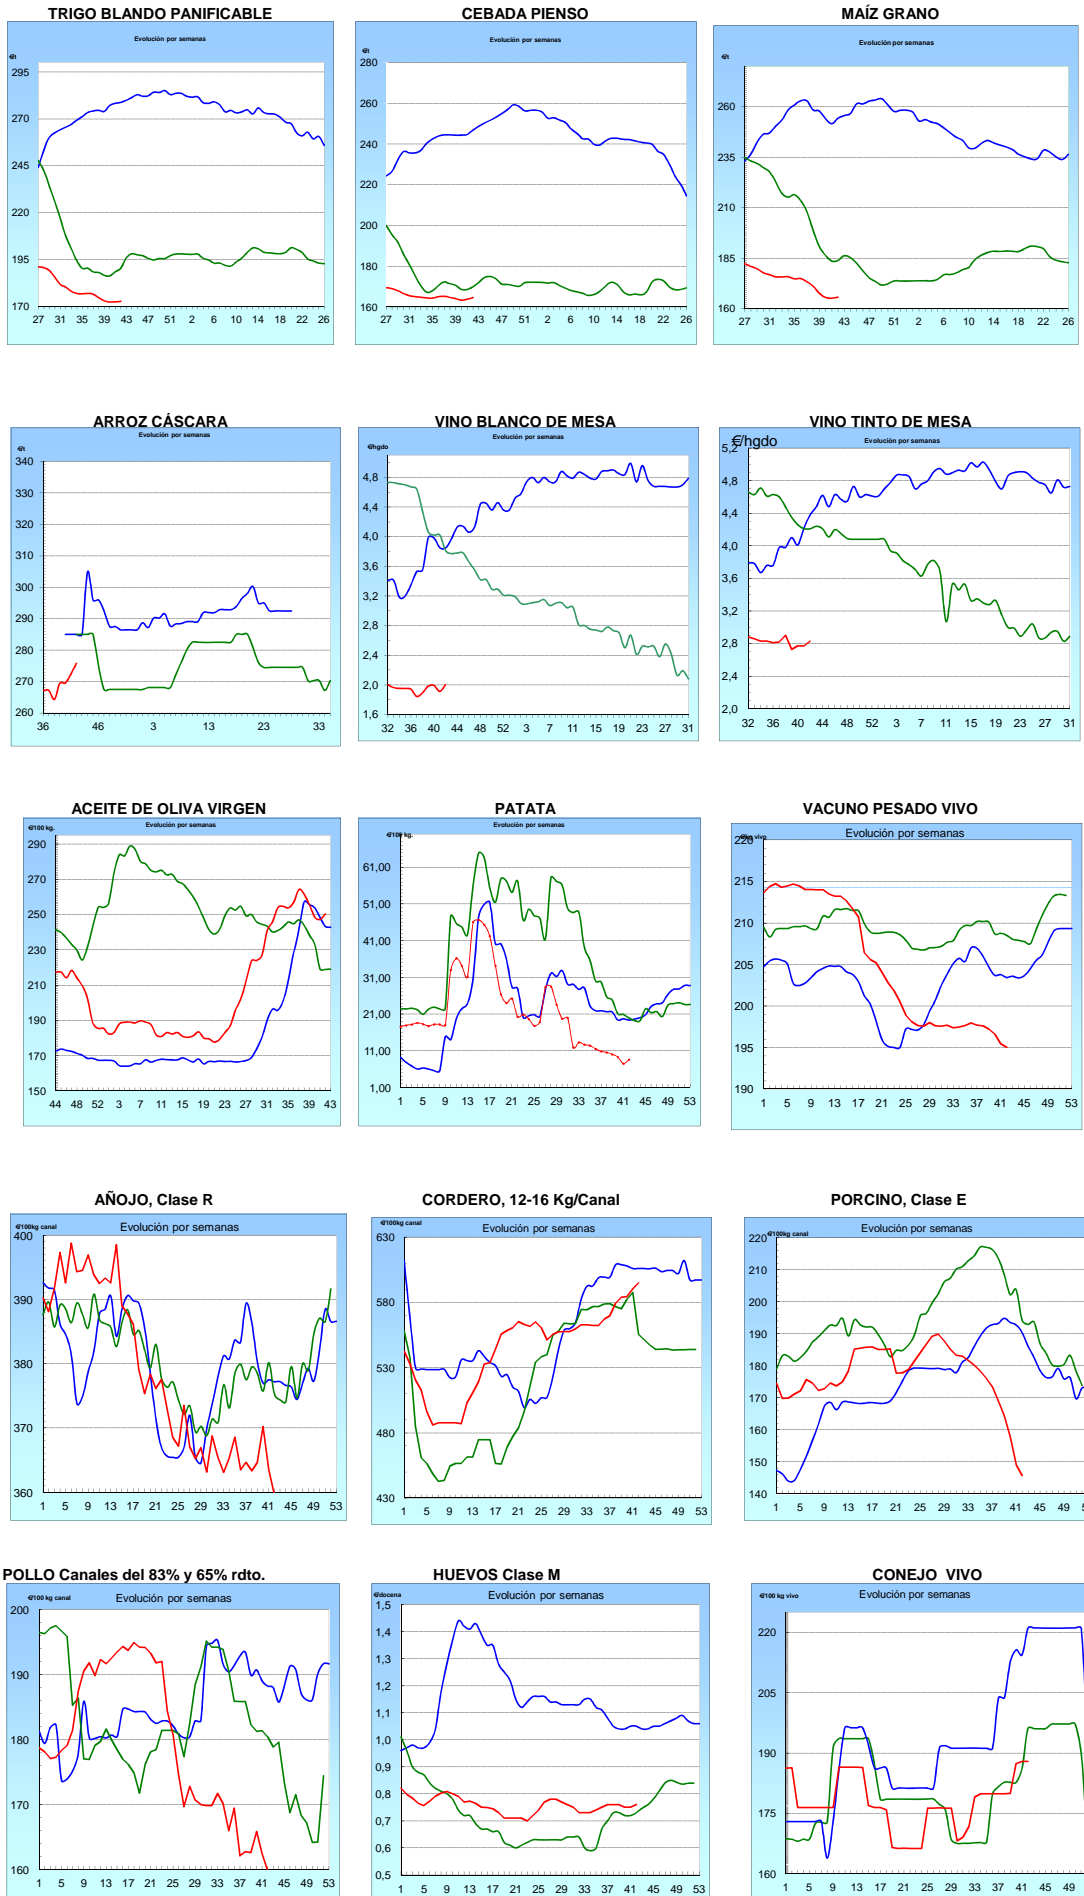 TRIGO BLANDO PANIFICABLE
Evolución por semanas
€/t
295
270
245
220
195
170
27 31 35 39 43 47 51 2 6 10 14 18 22 26
CEBADA PIENSO
Evolución por semanas
€/t
280
260
240
220
200
180
160
27 31 35 39 43 47 51 2 6 10 14 18 22 26
MAÍZ GRANO
Evolución por semanas
€/t
260
235
210
185
160
27 31 35 39 43 47 51 2 6 10 14 18 22 26
ARROZ CÁSCARA
Evolución por semanas
€/t
340
330
320
310
300
290
280
270
260
36 46 3 13 23 33
VINO BLANCO DE MESA
Evolución por semanas
€/hgdo
4,8
4,4
4,0
3,6
3,2
2,8
2,4
2,0
1,6
32 36 40 44 48 52 3 7 11 15 19 23 27 31
VINO TINTO DE MESA
Evolución por semanas
€/hgdo
5,2
4,8
4,4
4,0
3,6
3,2
2,8
2,4
2,0
32 36 40 44 48 52 3 7 11 15 19 23 27 31
ACEITE DE OLIVA VIRGEN
Evolución por semanas
€/100 kg.
290
270
250
230
210
190
170
150
44 48 52 3 7 11 15 19 23 27 31 35 39 43
PATATA
Evolución por semanas
€/100 kg.
61,00
51,00
41,00
31,00
21,00
11,00
1,00
1 5 9 13 17 21 25 29 33 37 41 45 49 53
VACUNO PESADO VIVO
Evolución por semanas
220
215
210
205
200
195
190
1 5 9 13 17 21 25 29 33 37 41 45 49 53
AÑOJO, Clase R
Evolución por semanas
€/100kg canal
400
390
380
370
360
1 5 9 13 17 21 25 29 33 37 41 45 49 53
CORDERO, 12-16 Kg/Canal
Evolución por semanas
€/100kg canal
630
580
530
480
430
1 5 9 13 17 21 25 29 33 37 41 45 49 53
PORCINO, Clase E
Evolución por semanas
€/100kg canal
220
210
200
190
180
170
160
150
140
1 5 9 13 17 21 25 29 33 37 41 45 49
POLLO Canales del 83% y 65% rdto.
Evolución por semanas
€/100 kg canal
200
190
180
170
160
1 5 9 13 17 21 25 29 33 37 41 45 49 53
HUEVOS Clase M
Evolución por semanas
€/docena
1,5
1,4
1,3
1,2
1,1
1,0
0,9
0,8
0,7
0,6
0,5
1 5 9 13 17 21 25 29 33 37 41 45 49 53
CONEJO VIVO
Evolución por semanas
€/100 kg vivo
220
205
190
175
160
1 5 9 13 17 21 25 29 33 37 41 45 49